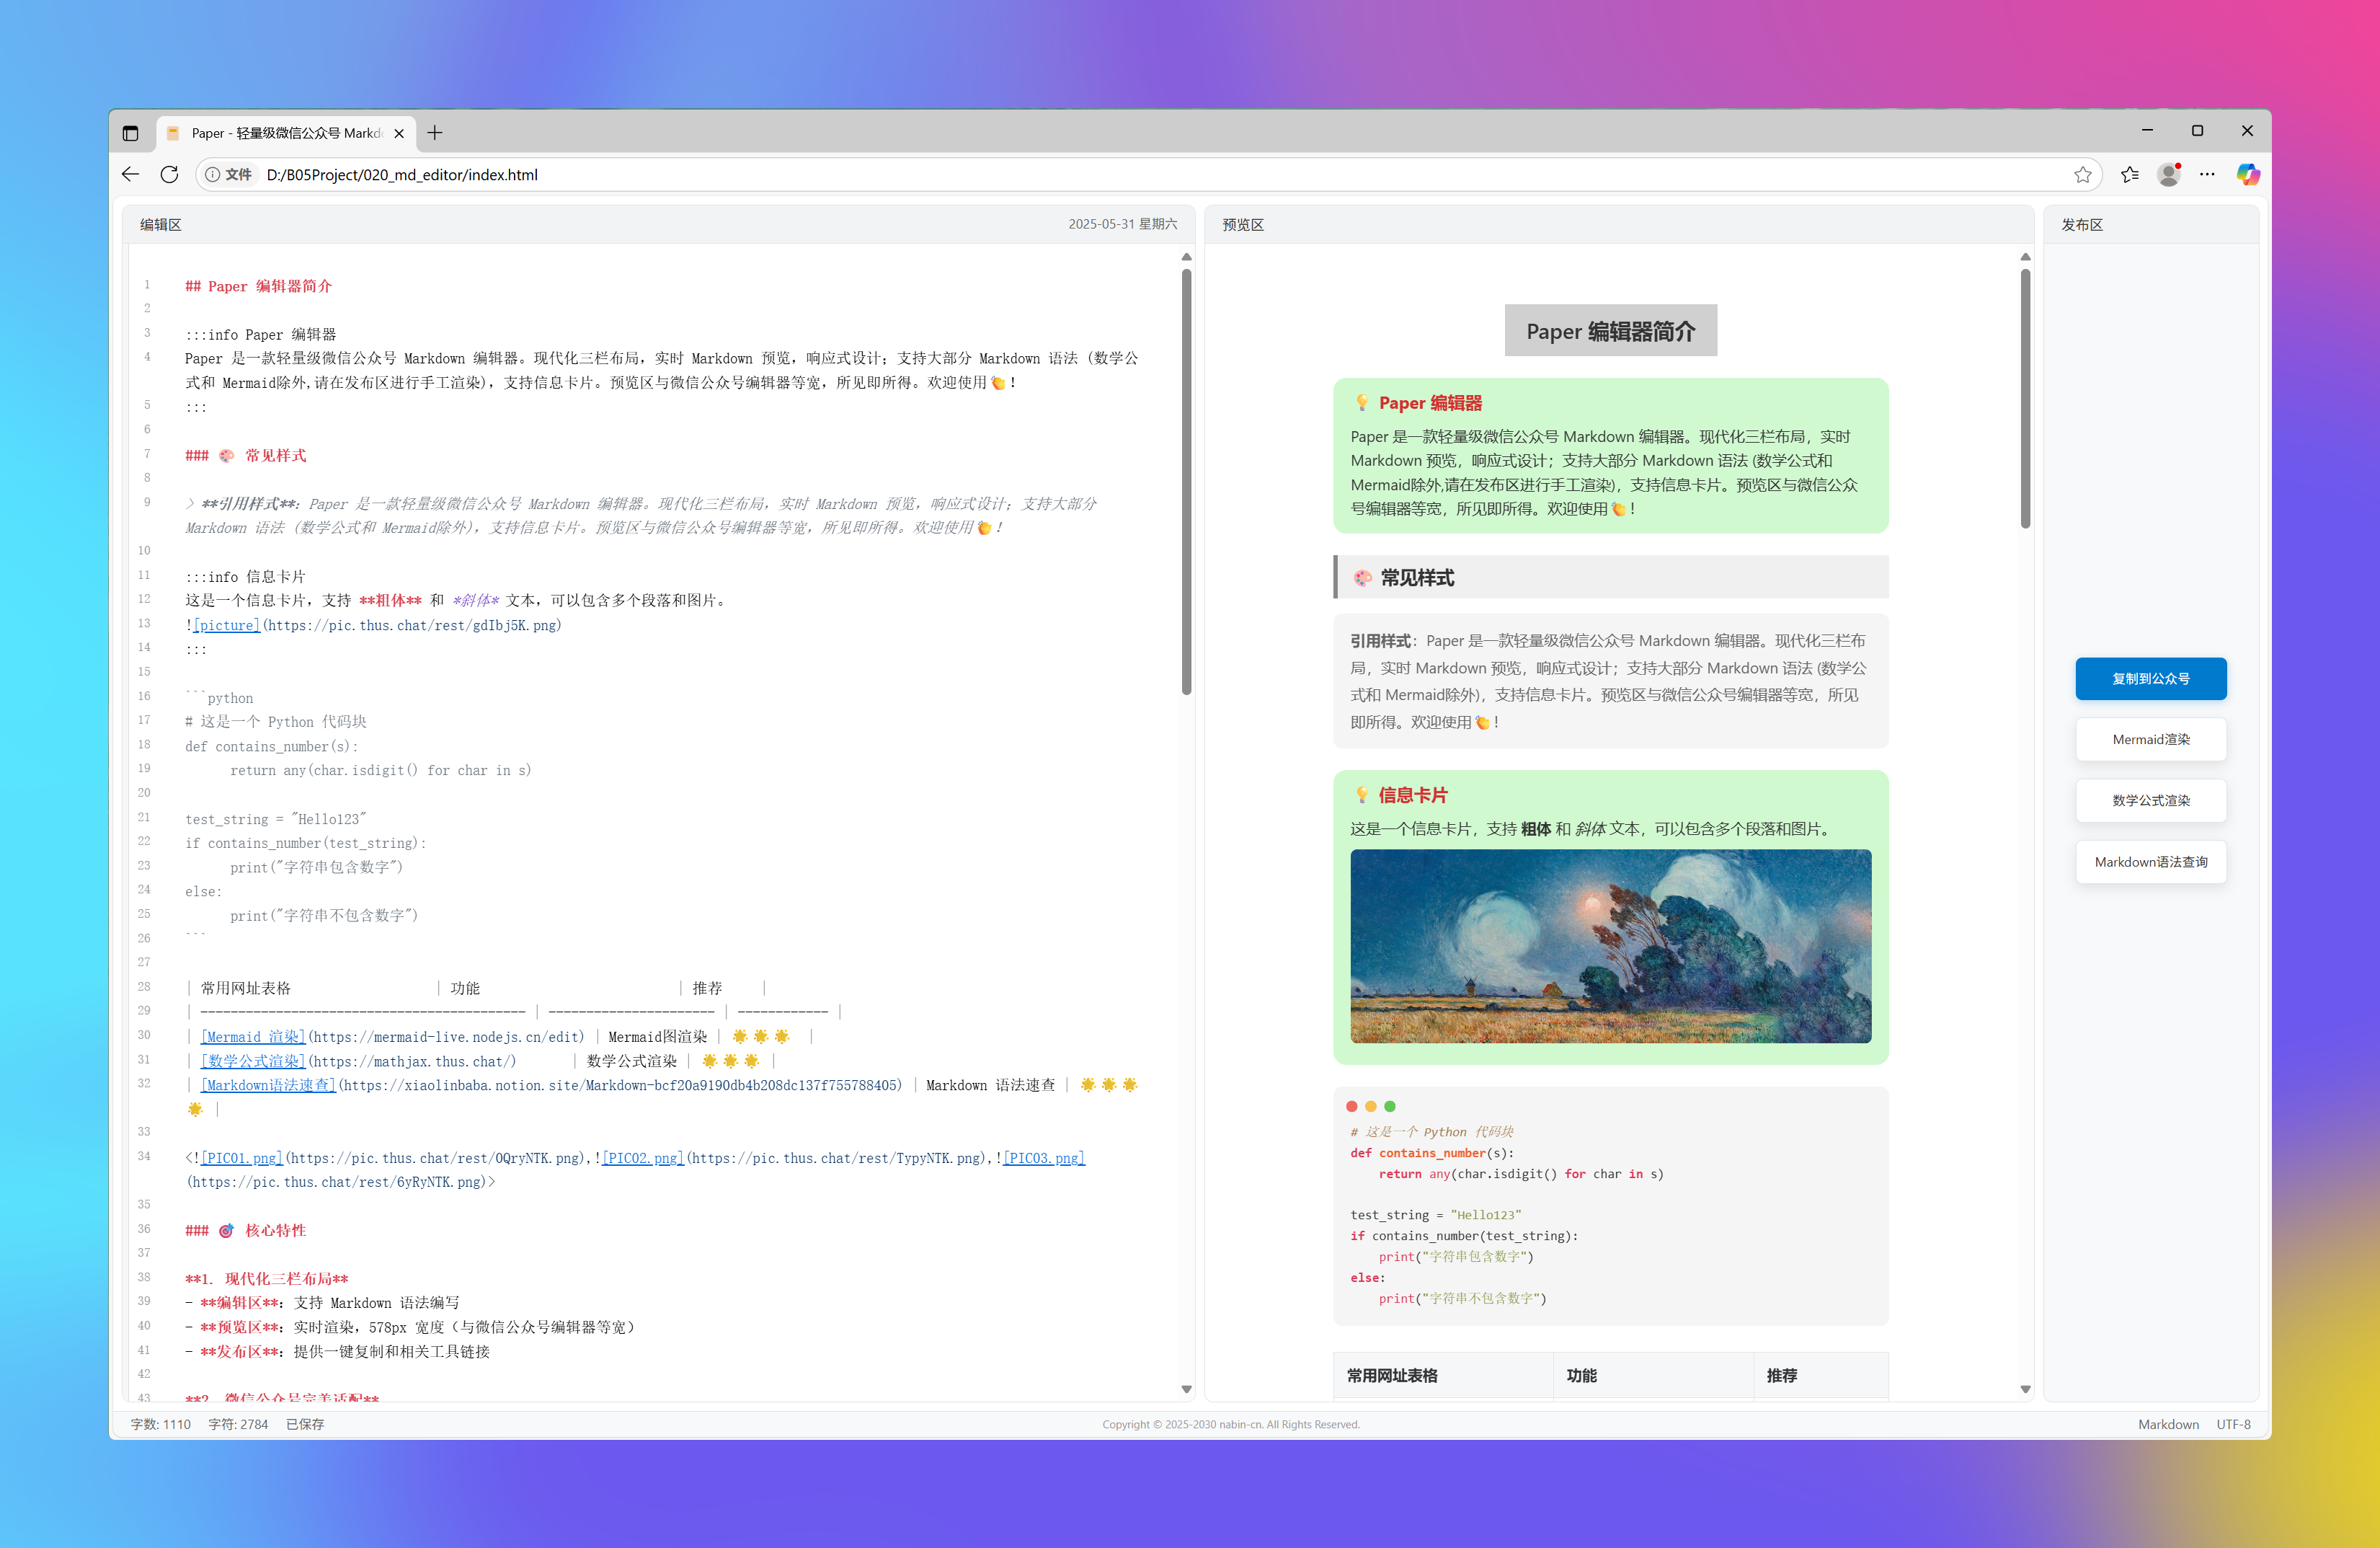 Paper - 轻量级微信公众号 Markdo
文件 D:/B05Project/020_md_editor/index.html
编辑区
2025-05-31 星期六
1 ## Paper 编辑器简介
2
3 :::info Paper 编辑器
4 Paper 是一款轻量级微信公众号 Markdown 编辑器。现代化三栏布局，实时 Markdown 预览，响应式设计；支持大部分 Markdown 语法 (数学公
式和 Mermaid除外,请在发布区进行手工渲染)，支持信息卡片。预览区与微信公众号编辑器等宽，所见即所得。欢迎使用👏！
5 :::
6
7 ### 🎨 常见样式
8
9 > **引用样式**：Paper 是一款轻量级微信公众号 Markdown 编辑器。现代化三栏布局，实时 Markdown 预览，响应式设计；支持大部分
Markdown 语法 (数学公式和 Mermaid除外)，支持信息卡片。预览区与微信公众号编辑器等宽，所见即所得。欢迎使用👏！
10
11 :::info 信息卡片
12 这是一个信息卡片，支持 **粗体** 和 *斜体* 文本，可以包含多个段落和图片。
13 ![picture](https://pic.thus.chat/rest/gdIbj5K.png)
14 :::
15
16 ```python
17 # 这是一个 Python 代码块
18 def contains_number(s):
19 return any(char.isdigit() for char in s)
20
21 test_string = "Hello123"
22 if contains_number(test_string):
23 print("字符串包含数字")
24 else:
25 print("字符串不包含数字")
26 ```
27
28 | 常用网址表格 | 功能 | 推荐 |
29 | ------------------------------------------- | ---------------------- | ------------ |
30 | [Mermaid 渲染](https://mermaid-live.nodejs.cn/edit) | Mermaid图渲染 | 🌟🌟🌟 |
31 | [数学公式渲染](https://mathjax.thus.chat/) | 数学公式渲染 | 🌟🌟🌟 |
32 | [Markdown语法速查](https://xiaolinbaba.notion.site/Markdown-bcf20a9190db4b208dc137f755788405) | Markdown 语法速查 | 🌟🌟🌟
🌟 |
33
34 <![PIC01.png](https://pic.thus.chat/rest/OQryNTK.png),![PIC02.png](https://pic.thus.chat/rest/TypyNTK.png),![PIC03.png]
(https://pic.thus.chat/rest/6yRyNTK.png)>
35
36 ### 🎯 核心特性
37
38 **1. 现代化三栏布局**
39 - **编辑区**：支持 Markdown 语法编写
40 - **预览区**：实时渲染，578px 宽度（与微信公众号编辑器等宽）
41 - **发布区**：提供一键复制和相关工具链接
42
43 **2. 微信公众号完美适配**
预览区
Paper 编辑器简介
💡 Paper 编辑器
Paper 是一款轻量级微信公众号 Markdown 编辑器。现代化三栏布局，实时
Markdown 预览，响应式设计；支持大部分 Markdown 语法 (数学公式和
Mermaid除外,请在发布区进行手工渲染)，支持信息卡片。预览区与微信公众
号编辑器等宽，所见即所得。欢迎使用👏！
🎨 常见样式
引用样式：Paper 是一款轻量级微信公众号 Markdown 编辑器。现代化三栏布
局，实时 Markdown 预览，响应式设计；支持大部分 Markdown 语法 (数学公
式和 Mermaid除外)，支持信息卡片。预览区与微信公众号编辑器等宽，所见
即所得。欢迎使用👏！
💡 信息卡片
这是一个信息卡片，支持 粗体 和 斜体 文本，可以包含多个段落和图片。
# 这是一个 Python 代码块
def contains_number(s):
return any(char.isdigit() for char in s)
test_string = "Hello123"
if contains_number(test_string):
print("字符串包含数字")
else:
print("字符串不包含数字")
常用网址表格 功能 推荐
发布区
复制到公众号
Mermaid渲染
数学公式渲染
Markdown语法查询
字数: 1110 字符: 2784 已保存
Copyright © 2025-2030 nabin-cn. All Rights Reserved.
Markdown UTF-8